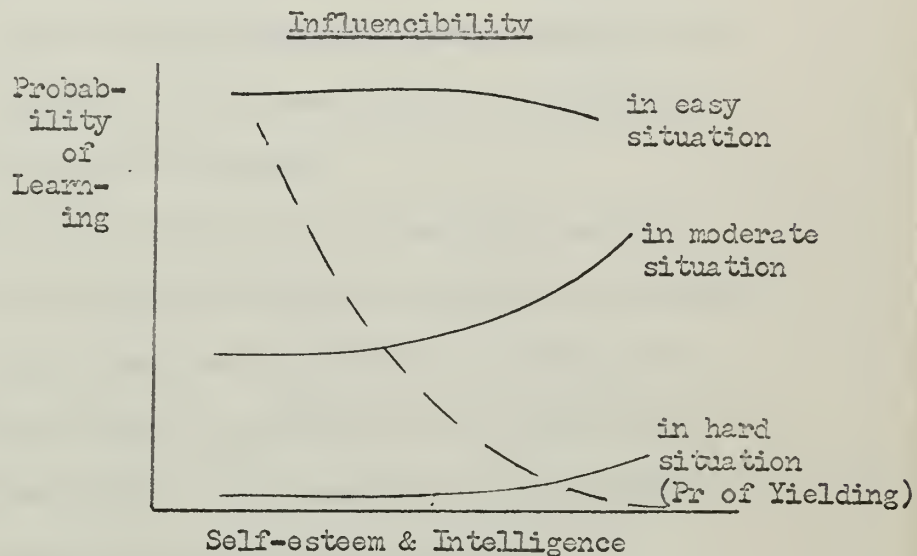 Influencibility
Probab-
ility
of
Learn-
ing
in easy
situation
in moderate
situation
in hard
situation
(Pr of Yielding)
Self-esteem & Intelligence